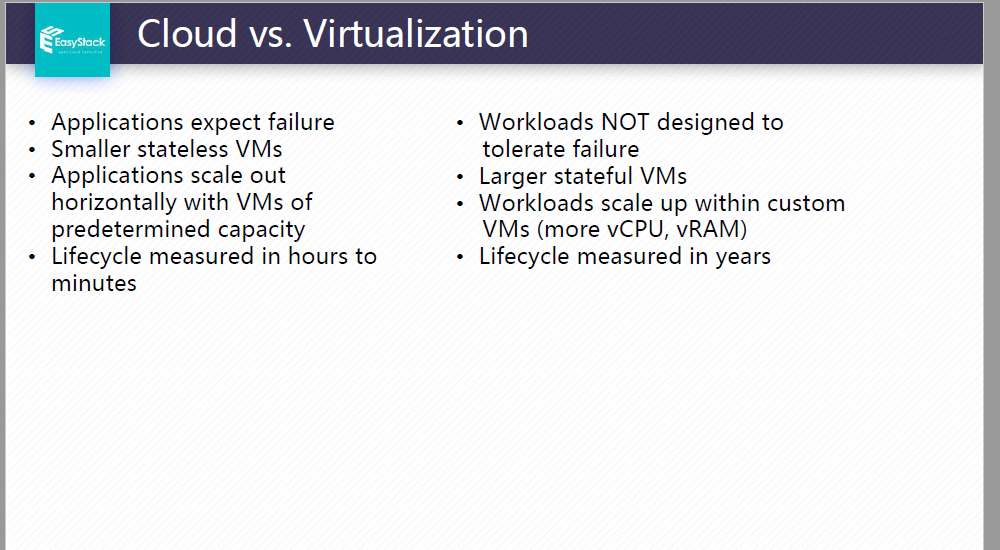 EasyStack
Cloud vs. Virtualization
• Applications expect failure
• Smaller stateless VMs
• Applications scale out
horizontally with VMs of
predetermined capacity
• Lifecycle measured in hours to
minutes
• Workloads NOT designed to
tolerate failure
• Larger stateful VMs
• Workloads scale up within custom
VMs (more vCPU, vRAM)
• Lifecycle measured in years